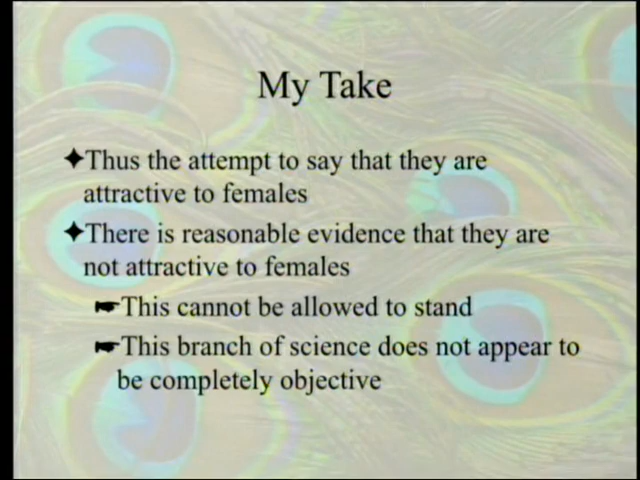 My Take
Thus the attempt to say that they are
attractive to females
There is reasonable evidence that they are
not attractive to females
This cannot be allowed to stand
This branch of science does not appear to
be completely objective